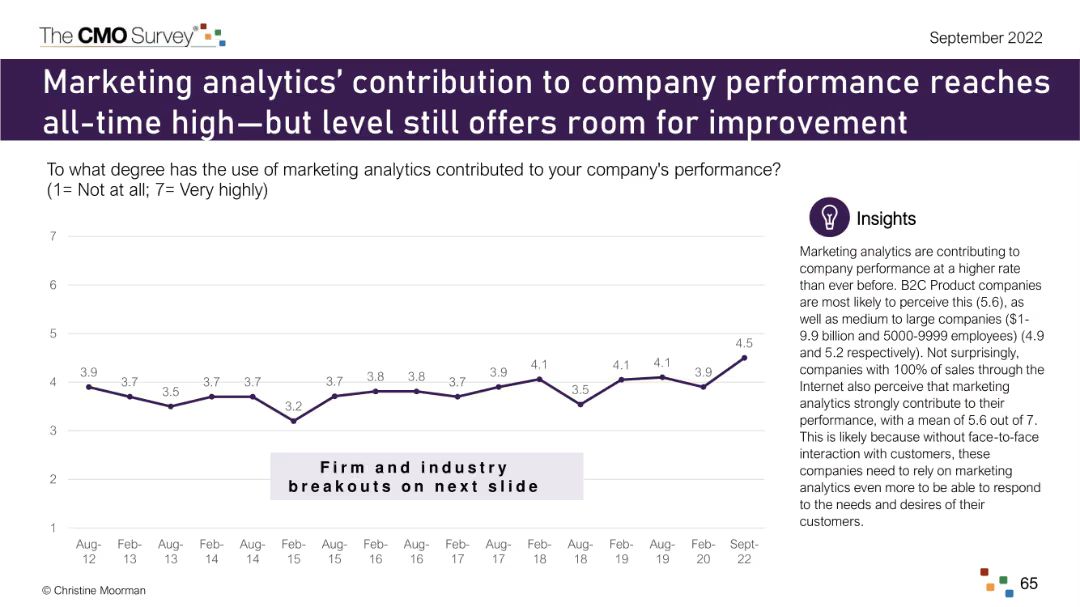 The CMO Survey®
September 2022
Marketing analytics' contribution to company performance reaches
all-time high—but level still offers room for improvement
To what degree has the use of marketing analytics contributed to your company's performance?
(1= Not at all; 7= Very highly)
Insights
Marketing analytics are contributing to
company performance at a higher rate
than ever before. B2C Product companies
are most likely to perceive this (5.6), as
well as medium to large companies ($1-
9.9 billion and 5000-9999 employees) (4.9
and 5.2 respectively). Not surprisingly,
companies with 100% of sales through the
Internet also perceive that marketing
analytics strongly contribute to their
performance, with a mean of 5.6 out of 7.
This is likely because without face-to-face
interaction with customers, these
companies need to rely on marketing
analytics even more to be able to respond
to the needs and desires of their
customers.
7
6
5
4
3
2
1
3.9 3.7 3.5 3.7 3.7 3.2 3.7 3.8 3.8 3.7 3.9 4.1 3.5 4.1 4.1 3.9 4.5
Firm and industry
breakouts on next slide
Aug- Feb- Aug- Feb- Aug- Feb- Aug- Feb- Aug- Feb- Aug- Feb- Aug- Feb- Aug- Feb- Sept-
12 13 13 14 14 15 15 16 16 17 17 18 18 19 19 20 22
© Christine Moorman
65